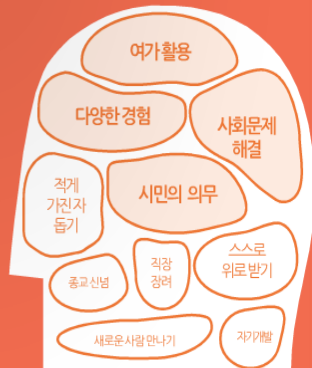 여가 활용
다양한 경험
사회문제
해결
적게
가진 자
돕기
시민의 의무
스스로
위로 받기
직장
장려
종교 신념
새로운 사람 만나기
자기개발